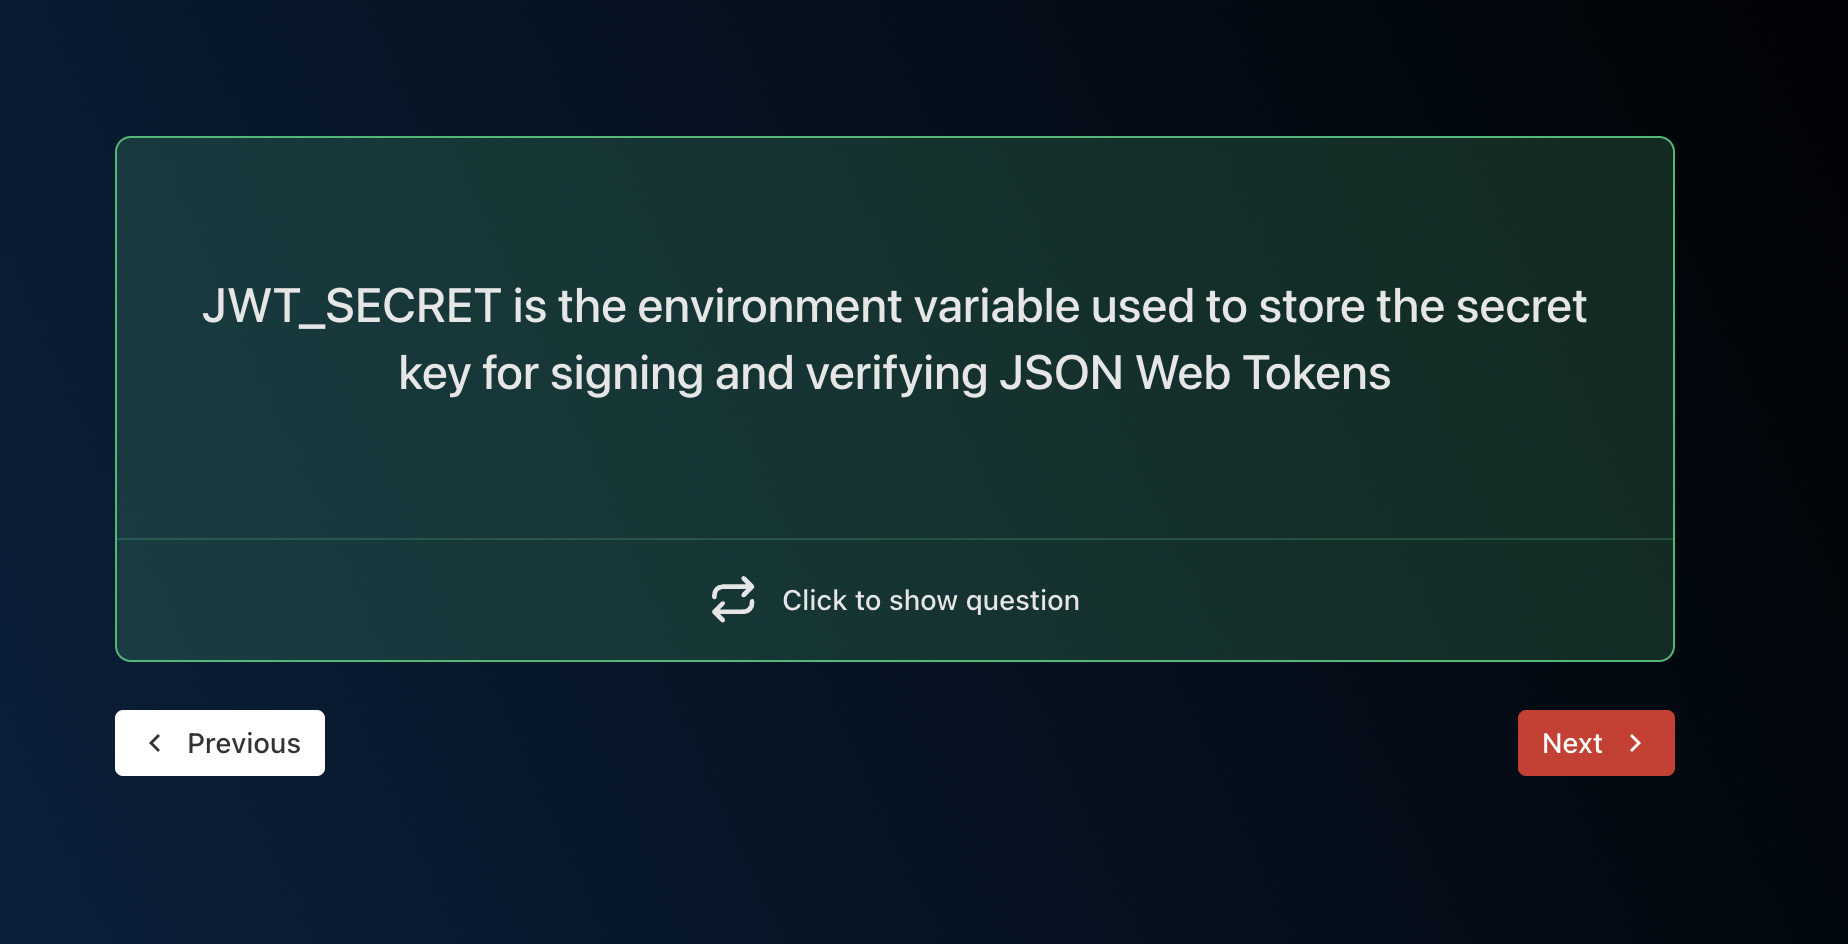 JWT_SECRET is the environment variable used to store the secret
key for signing and verifying JSON Web Tokens
Click to show question
Previous
Next